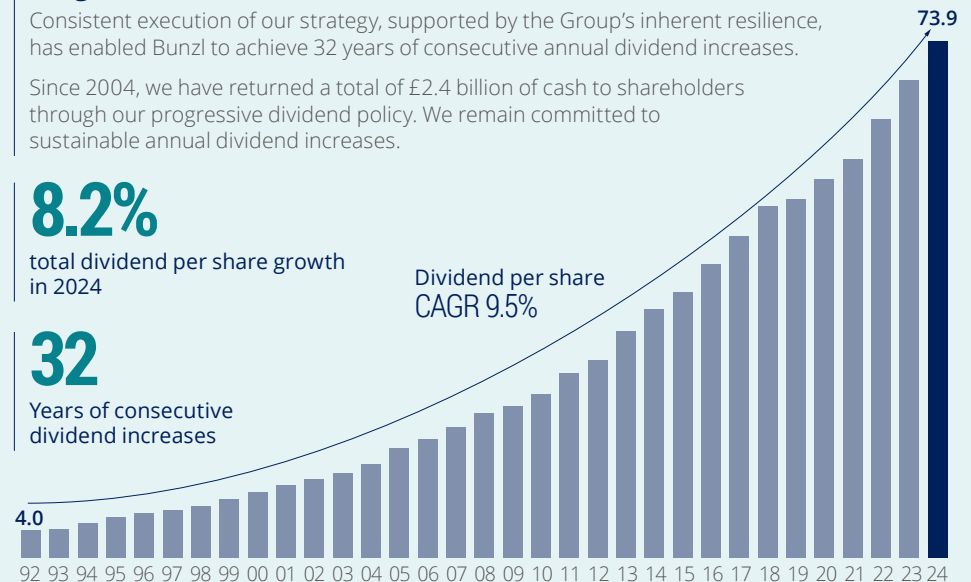 Consistent execution of our strategy, supported by the Group’s inherent resilience,
has enabled Bunzl to achieve 32 years of consecutive annual dividend increases.
Since 2004, we have returned a total of £2.4 billion of cash to shareholders
through our progressive dividend policy. We remain committed to
sustainable annual dividend increases.
8.2%
total dividend per share growth
in 2024
32
Years of consecutive
dividend increases
Dividend per share
CAGR 9.5%
4.0
73.9
92 93 94 95 96 97 98 99 00 01 02 03 04 05 06 07 08 09 10 11 12 13 14 15 16 17 18 19 20 21 22 23 24